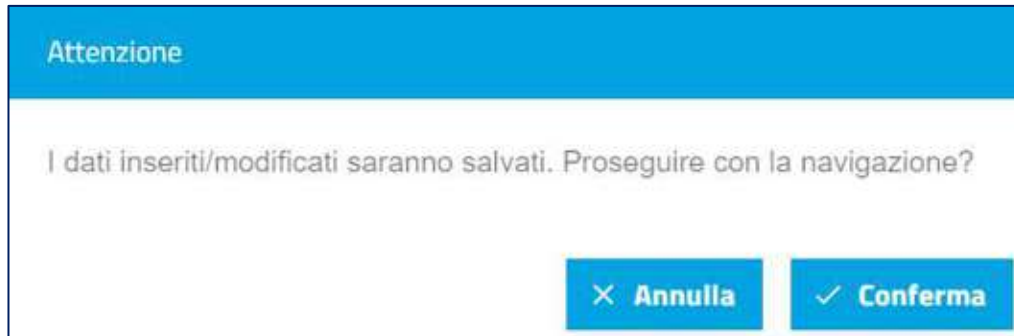 Attenzione
I dati inseriti/modificati saranno salvati. Proseguire con la navigazione?
Annulla
Conferma